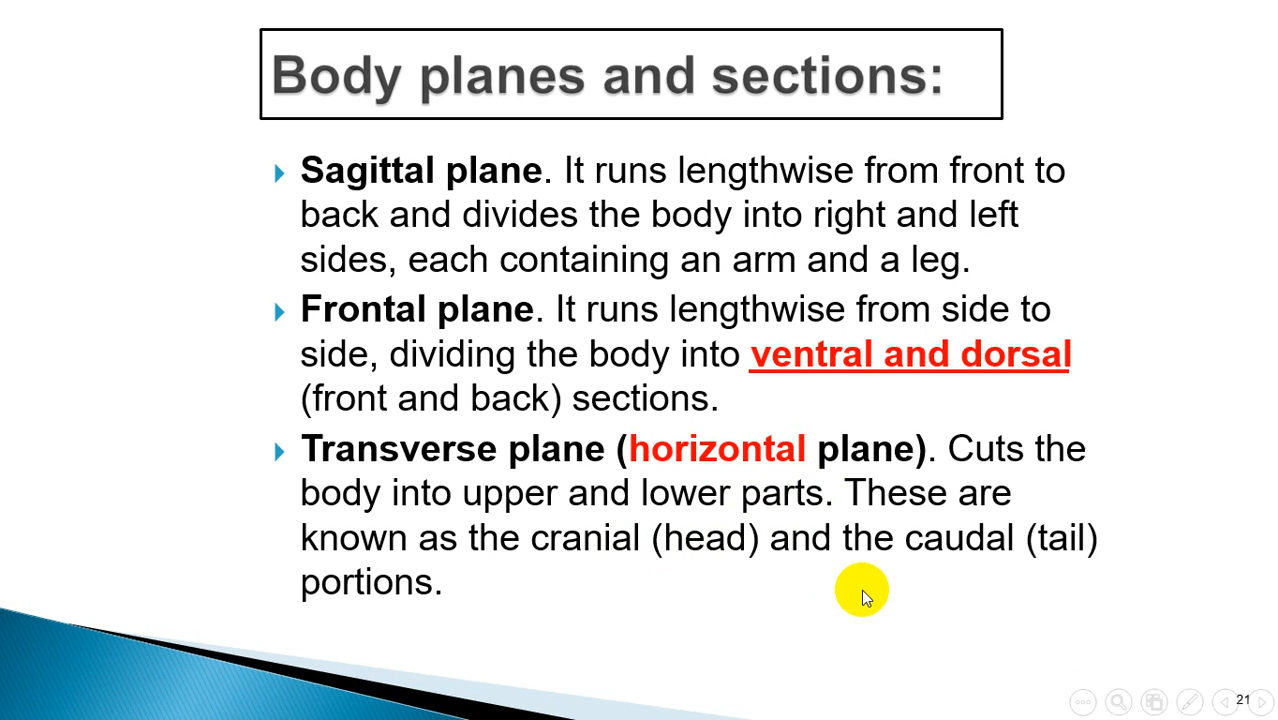 Body planes and sections:
Sagittal plane. It runs lengthwise from front to
back and divides the body into right and left
sides, each containing an arm and a leg.
Frontal plane. It runs lengthwise from side to
side, dividing the body into ventral and dorsal
(front and back) sections.
Transverse plane (horizontal plane). Cuts the
body into upper and lower parts. These are
known as the cranial (head) and the caudal (tail)
portions.
21